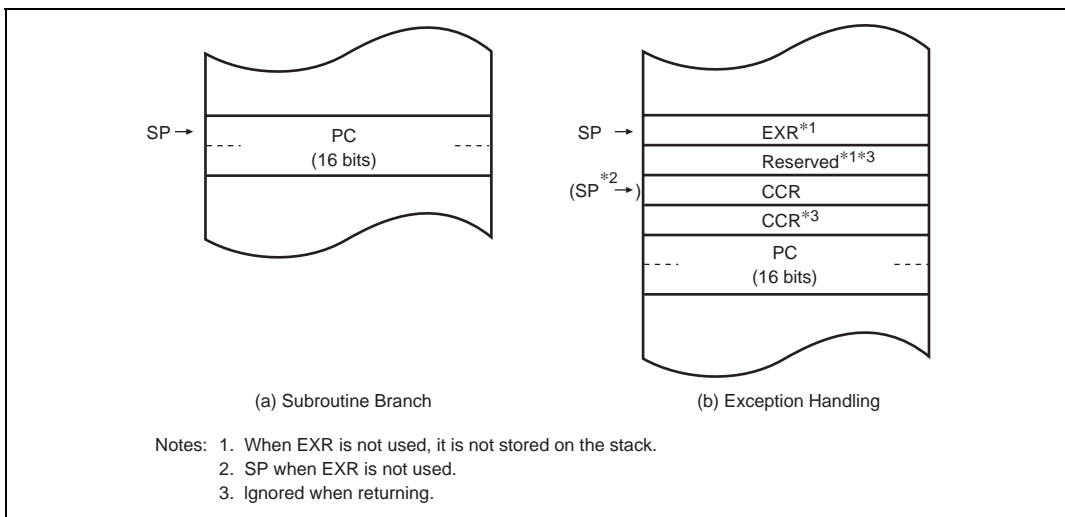 SP →
PC
(16 bits)
(a) Subroutine Branch
SP →
EXR*1
Reserved*1*3
(SP*2 →)
CCR
CCR*3
PC
(16 bits)
(b) Exception Handling
Notes: 1. When EXR is not used, it is not stored on the stack.
2. SP when EXR is not used.
3. Ignored when returning.